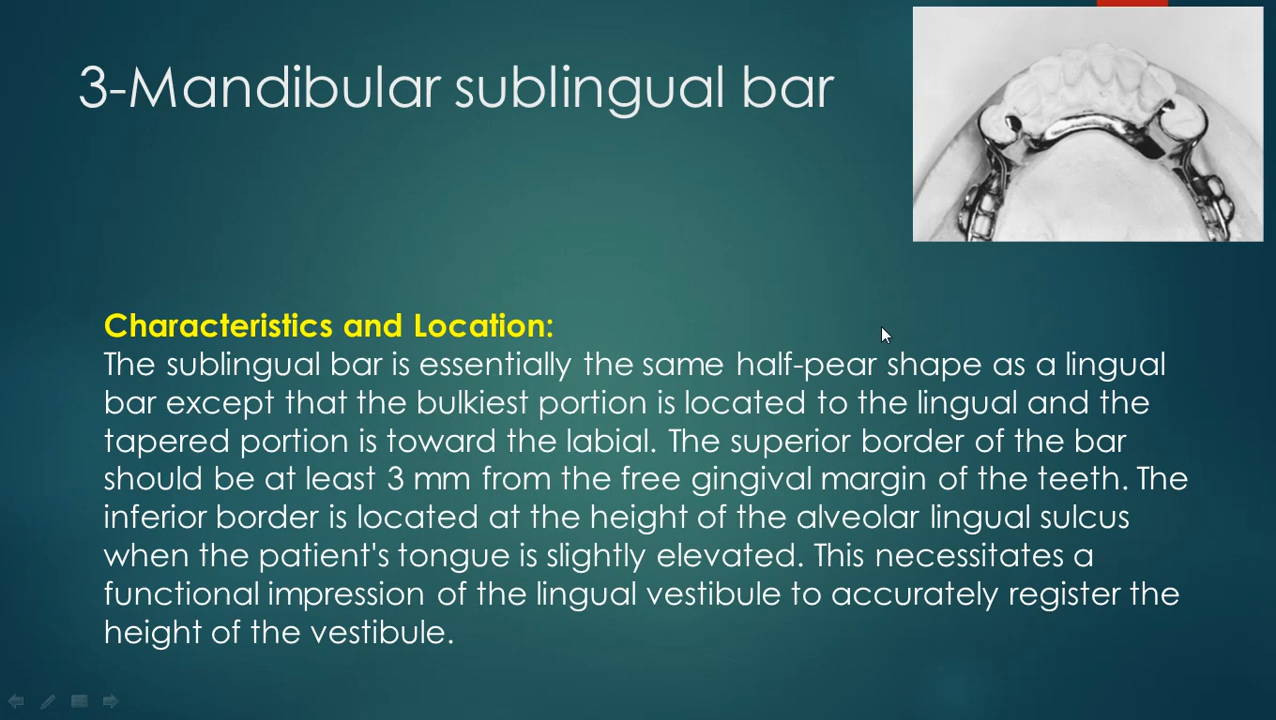 3-Mandibular sublingual bar
Characteristics and Location:
The sublingual bar is essentially the same half-pear shape as a lingual
bar except that the bulkiest portion is located to the lingual and the
tapered portion is toward the labial. The superior border of the bar
should be at least 3 mm from the free gingival margin of the teeth. The
inferior border is located at the height of the alveolar lingual sulcus
when the patient's tongue is slightly elevated. This necessitates a
functional impression of the lingual vestibule to accurately register the
height of the vestibule.